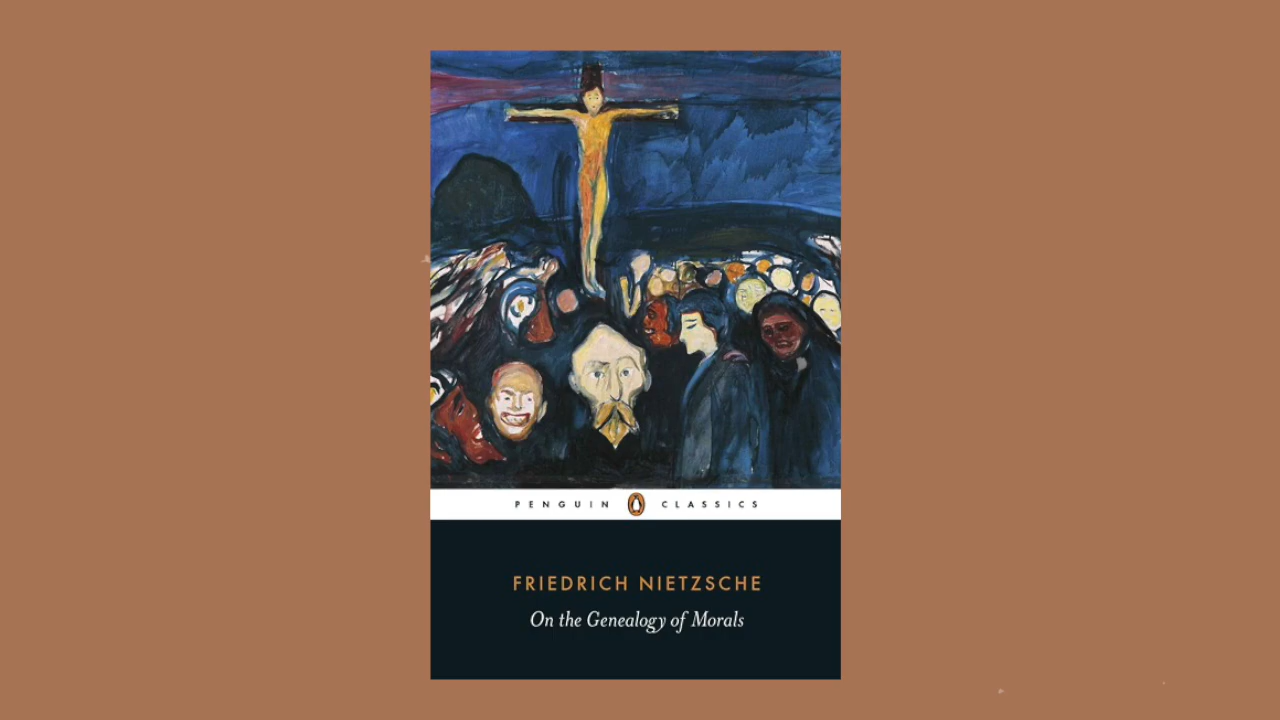 PENGUIN CLASSICS
FRIEDRICH NIETZSCHE
On the Genealogy of Morals